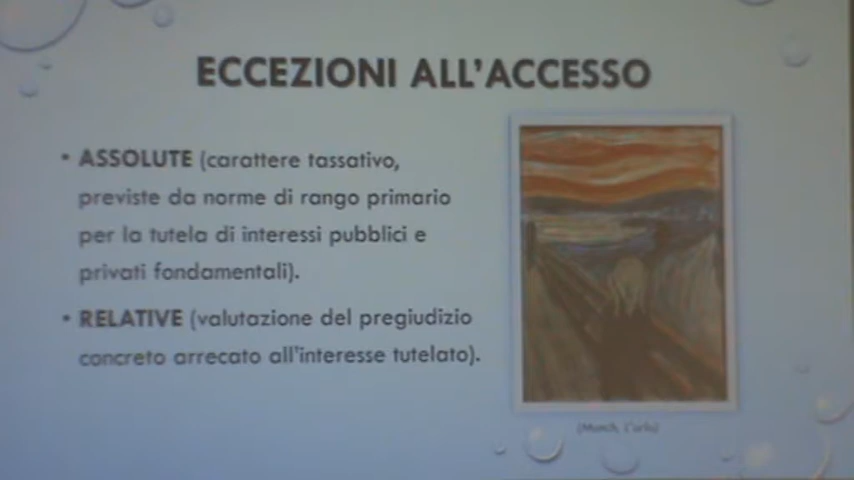 ECCEZIONI ALL'ACCESSO
• ASSOLUTE (carattere tassativo,
previste da norme di rango primario
per la tutela di interessi pubblici e
privati fondamentali).
• RELATIVE (valutazione del pregiudizio
concreto arrecato all'interesse tutelato).
(Munch, L'urlo)